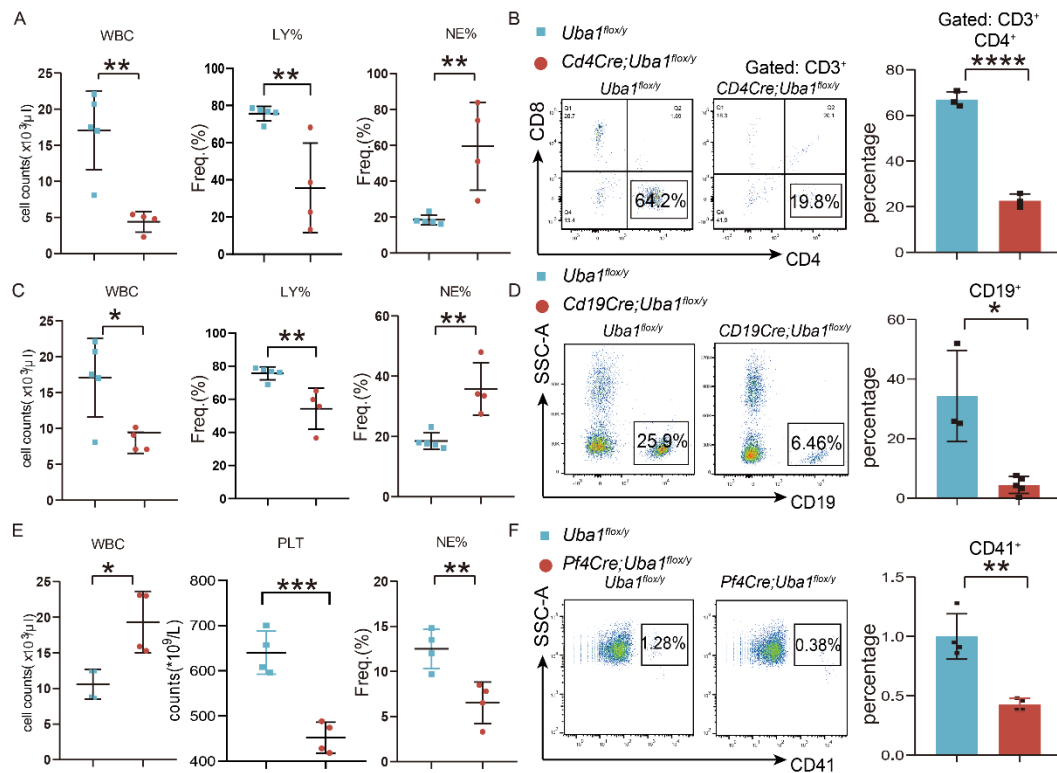 A
WBC
LY%
NE%
**
**
**
cell counts( x10³/µl )
25
20
15
10
5
0
Freq.(%)
100
80
60
40
20
0
Freq.(%)
100
80
60
40
20
0
B
Uba1flox/y
Cd4Cre;Uba1flox/y
Gated: CD3⁺
Uba1flox/y
CD4Cre;Uba1flox/y
CD8
CD4
64.2%
19.8%
Gated: CD3⁺
CD4⁺
****
percentage
80
60
40
20
0
C
WBC
LY%
NE%
*
**
**
cell counts( x10³/µl )
25
20
15
10
5
0
Freq.(%)
100
80
60
40
20
0
Freq.(%)
60
40
20
0
D
Uba1flox/y
Cd19Cre;Uba1flox/y
Uba1flox/y
CD19Cre;Uba1flox/y
SSC-A
CD19
25.9%
6.46%
CD19⁺
*
percentage
60
40
20
0
E
WBC
PLT
NE%
*
***
**
cell counts( x10³/µl )
25
20
15
10
5
0
counts(*10⁹/L)
800
700
600
500
400
Freq.(%)
20
15
10
5
0
F
Uba1flox/y
Pf4Cre;Uba1flox/y
Uba1flox/y
Pf4Cre;Uba1flox/y
SSC-A
CD41
1.28%
0.38%
CD41⁺
**
percentage
1.5
1.0
0.5
0.0